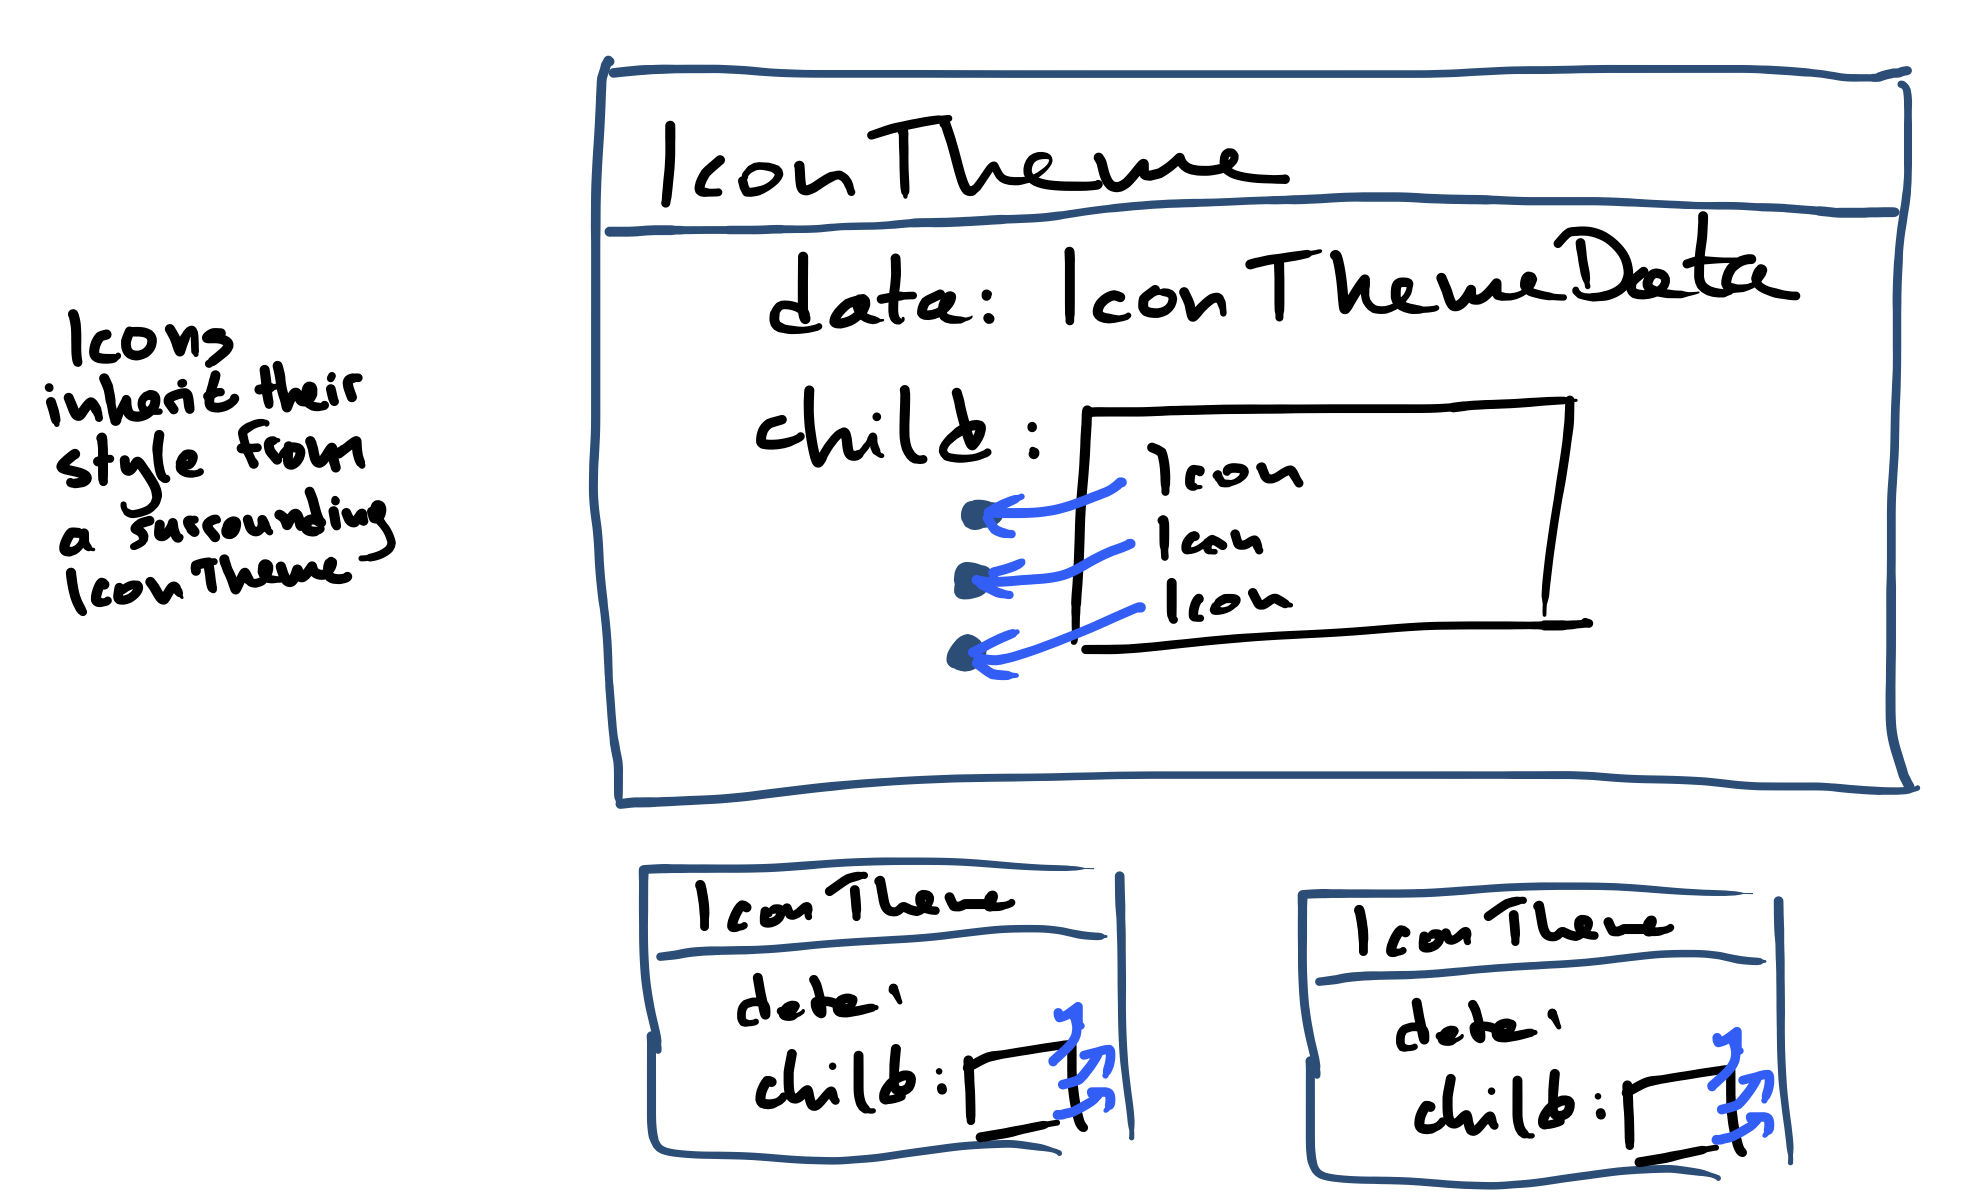 IconTheme
data: IconThemeData
child:
Icon
Icon
Icon
Icons
inherit their
style from
a surrounding
IconTheme
IconTheme
data:
child:
IconTheme
data:
child: